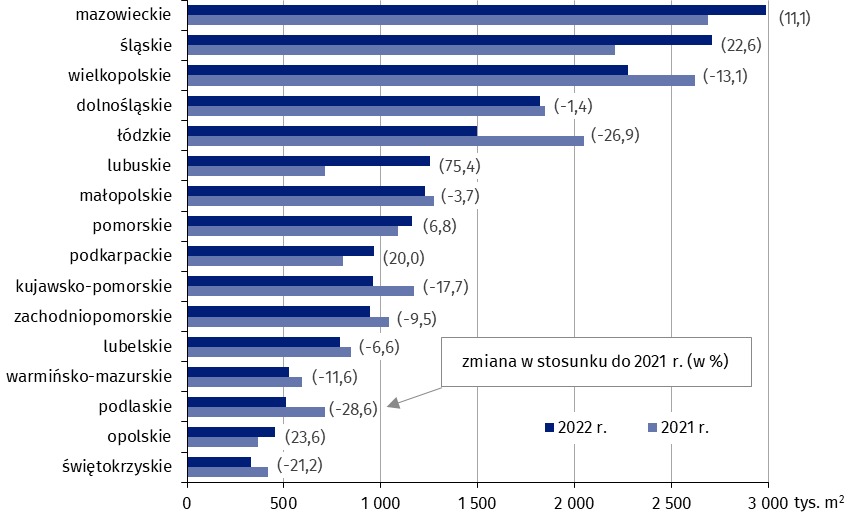 mazowieckie (11,1)
śląskie (22,6)
wielkopolskie (-13,1)
dolnośląskie (-1,4)
łódzkie (-26,9)
lubuskie (75,4)
małopolskie (-3,7)
pomorskie (6,8)
podkarpackie (20,0)
kujawsko-pomorskie (-17,7)
zachodniopomorskie (-9,5)
lubelskie (-6,6)
zmiana w stosunku do 2021 r. (w %)
warmińsko-mazurskie (-11,6)
podlaskie (-28,6)
opolskie (23,6)
2022 r. 2021 r.
świętokrzyskie (-21,2)
0 500 1 000 1 500 2 000 2 500 3 000 tys. m²